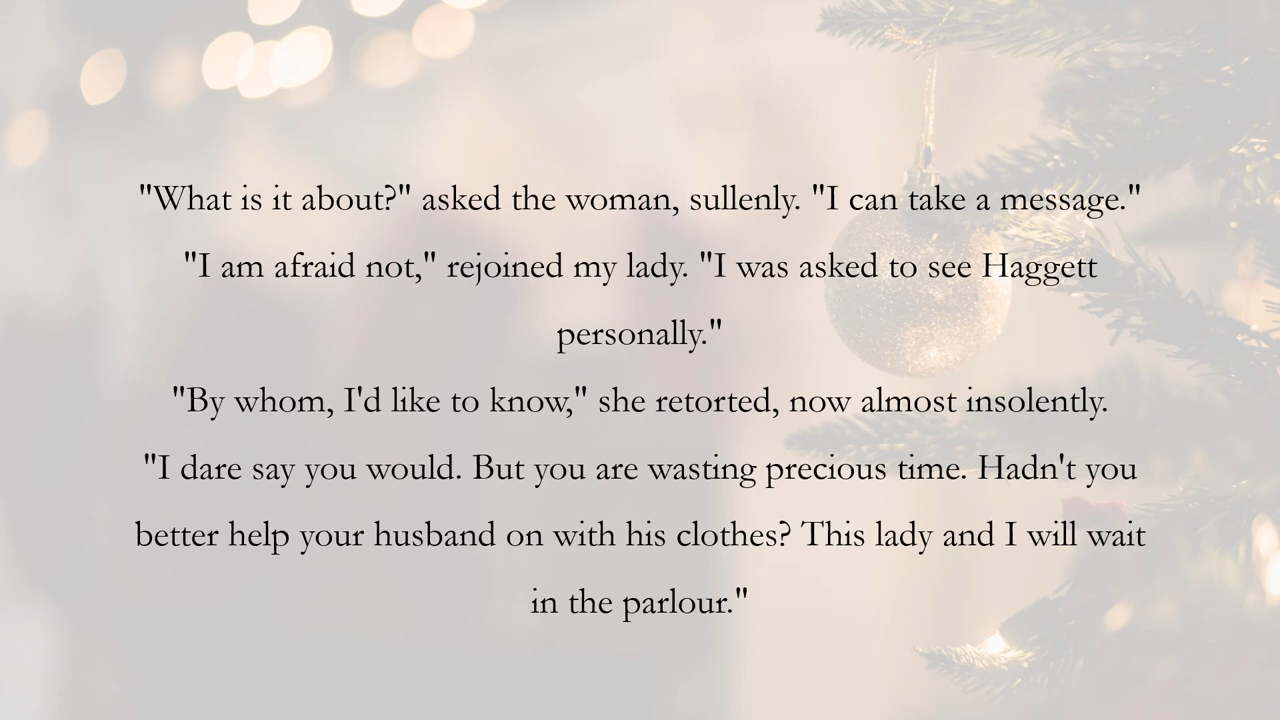 "What is it about?" asked the woman, sullenly. "I can take a message."
"I am afraid not," rejoined my lady. "I was asked to see Haggett
personally."
"By whom, I'd like to know," she retorted, now almost insolently.
"I dare say you would. But you are wasting precious time. Hadn't you
better help your husband on with his clothes? This lady and I will wait
in the parlour."